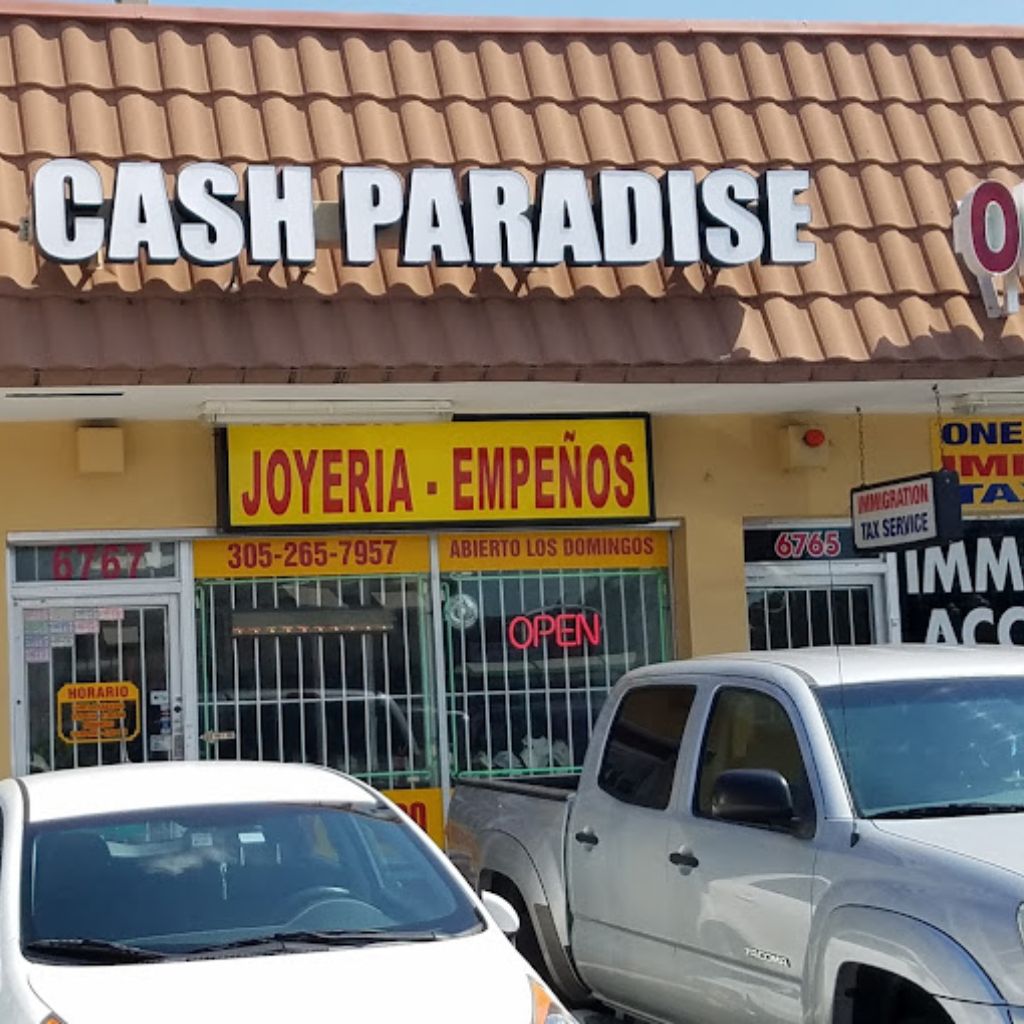 CASH PARADISE
JOYERIA - EMPEÑOS
305-265-7957
ABIERTO LOS DOMINGOS
6767
OPEN
HORARIO
6765
IMMIGRATION
TAX SERVICE
ONE
IMM
ACC
TACOMA